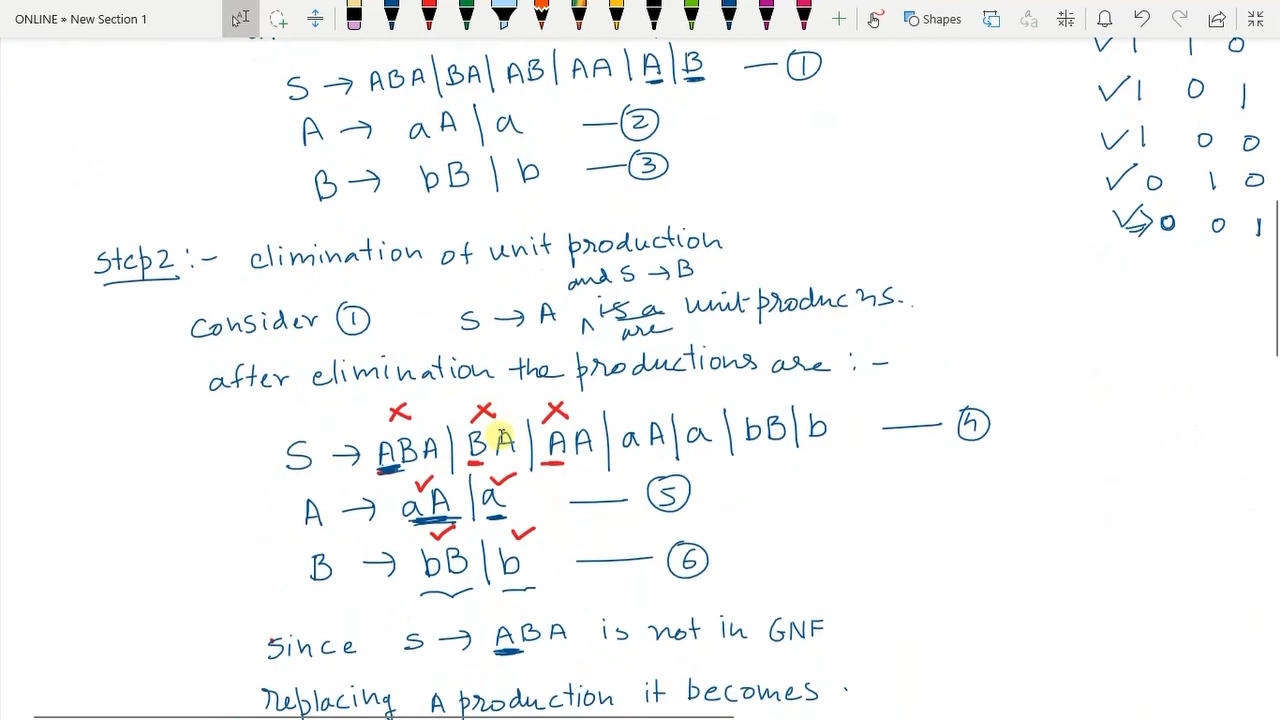 ONLINE » New Section 1
Shapes
S → ABA | BA | AB | AA | A | B — ①
A → aA | a — ②
B → bB | b — ③
✓ 1 1 0
✓ 1 0 1
✓ 1 0 0
✓ 0 1 0
✓ 0 0 1
Step 2 :- elimination of unit production
and S → B
consider ① S → A ^ is a unit producns.
are
after elimination the productions are : -
× × ×
S → ABA | BA | AA | aA | a | bB | b — ④
✓ ✓
A → aA | a — ⑤
✓ ✓
B → bB | b — ⑥
Since S → ABA is not in GNF
replacing A production it becomes .